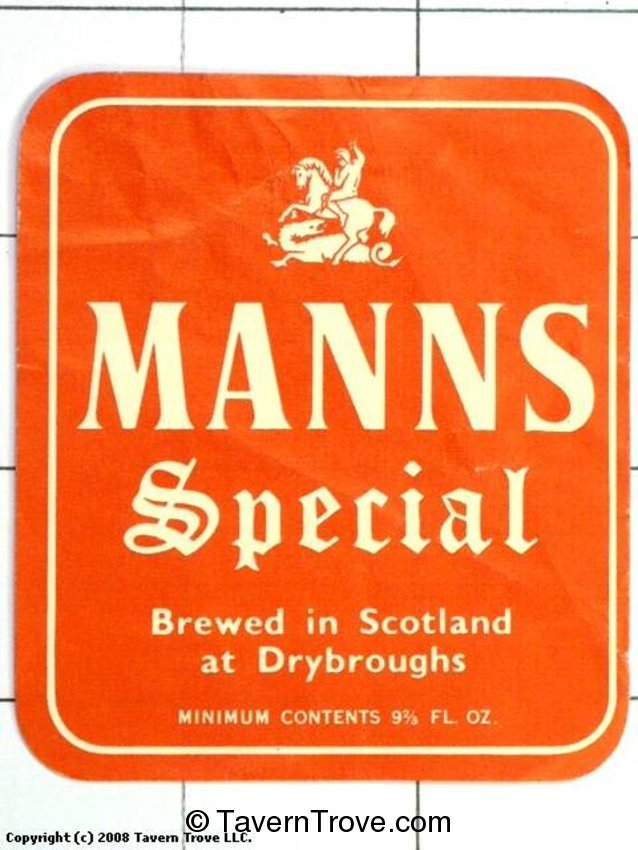 MANNS
Special
Brewed in Scotland
at Drybroughs
MINIMUM CONTENTS 9⅔ FL. OZ.
© TavernTrove.com
Copyright (c) 2008 Tavern Trove LLC.